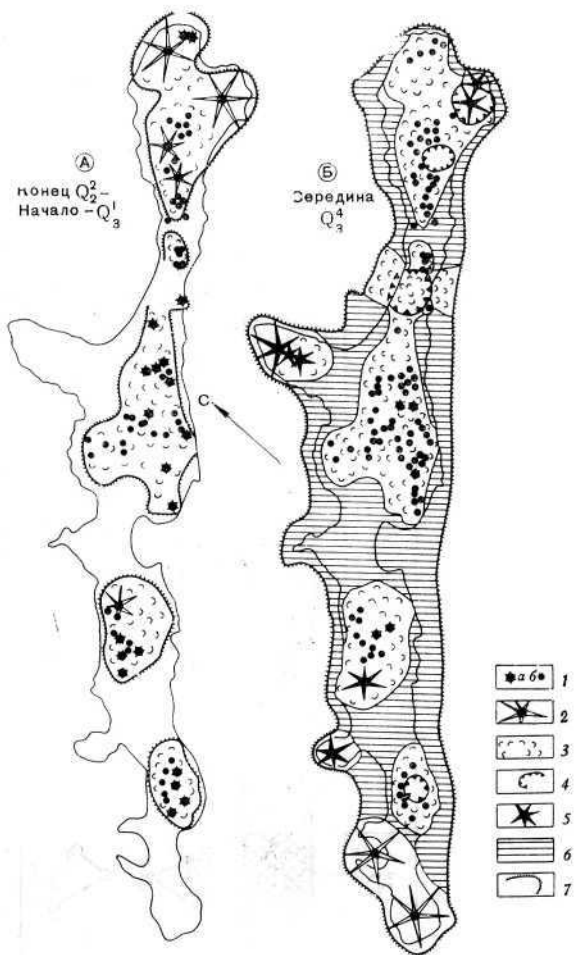 А
Конец Q₂²–
Начало –Q₃¹
Б
Середина
Q₃⁴
С
а б 1
2
3
4
5
6
7